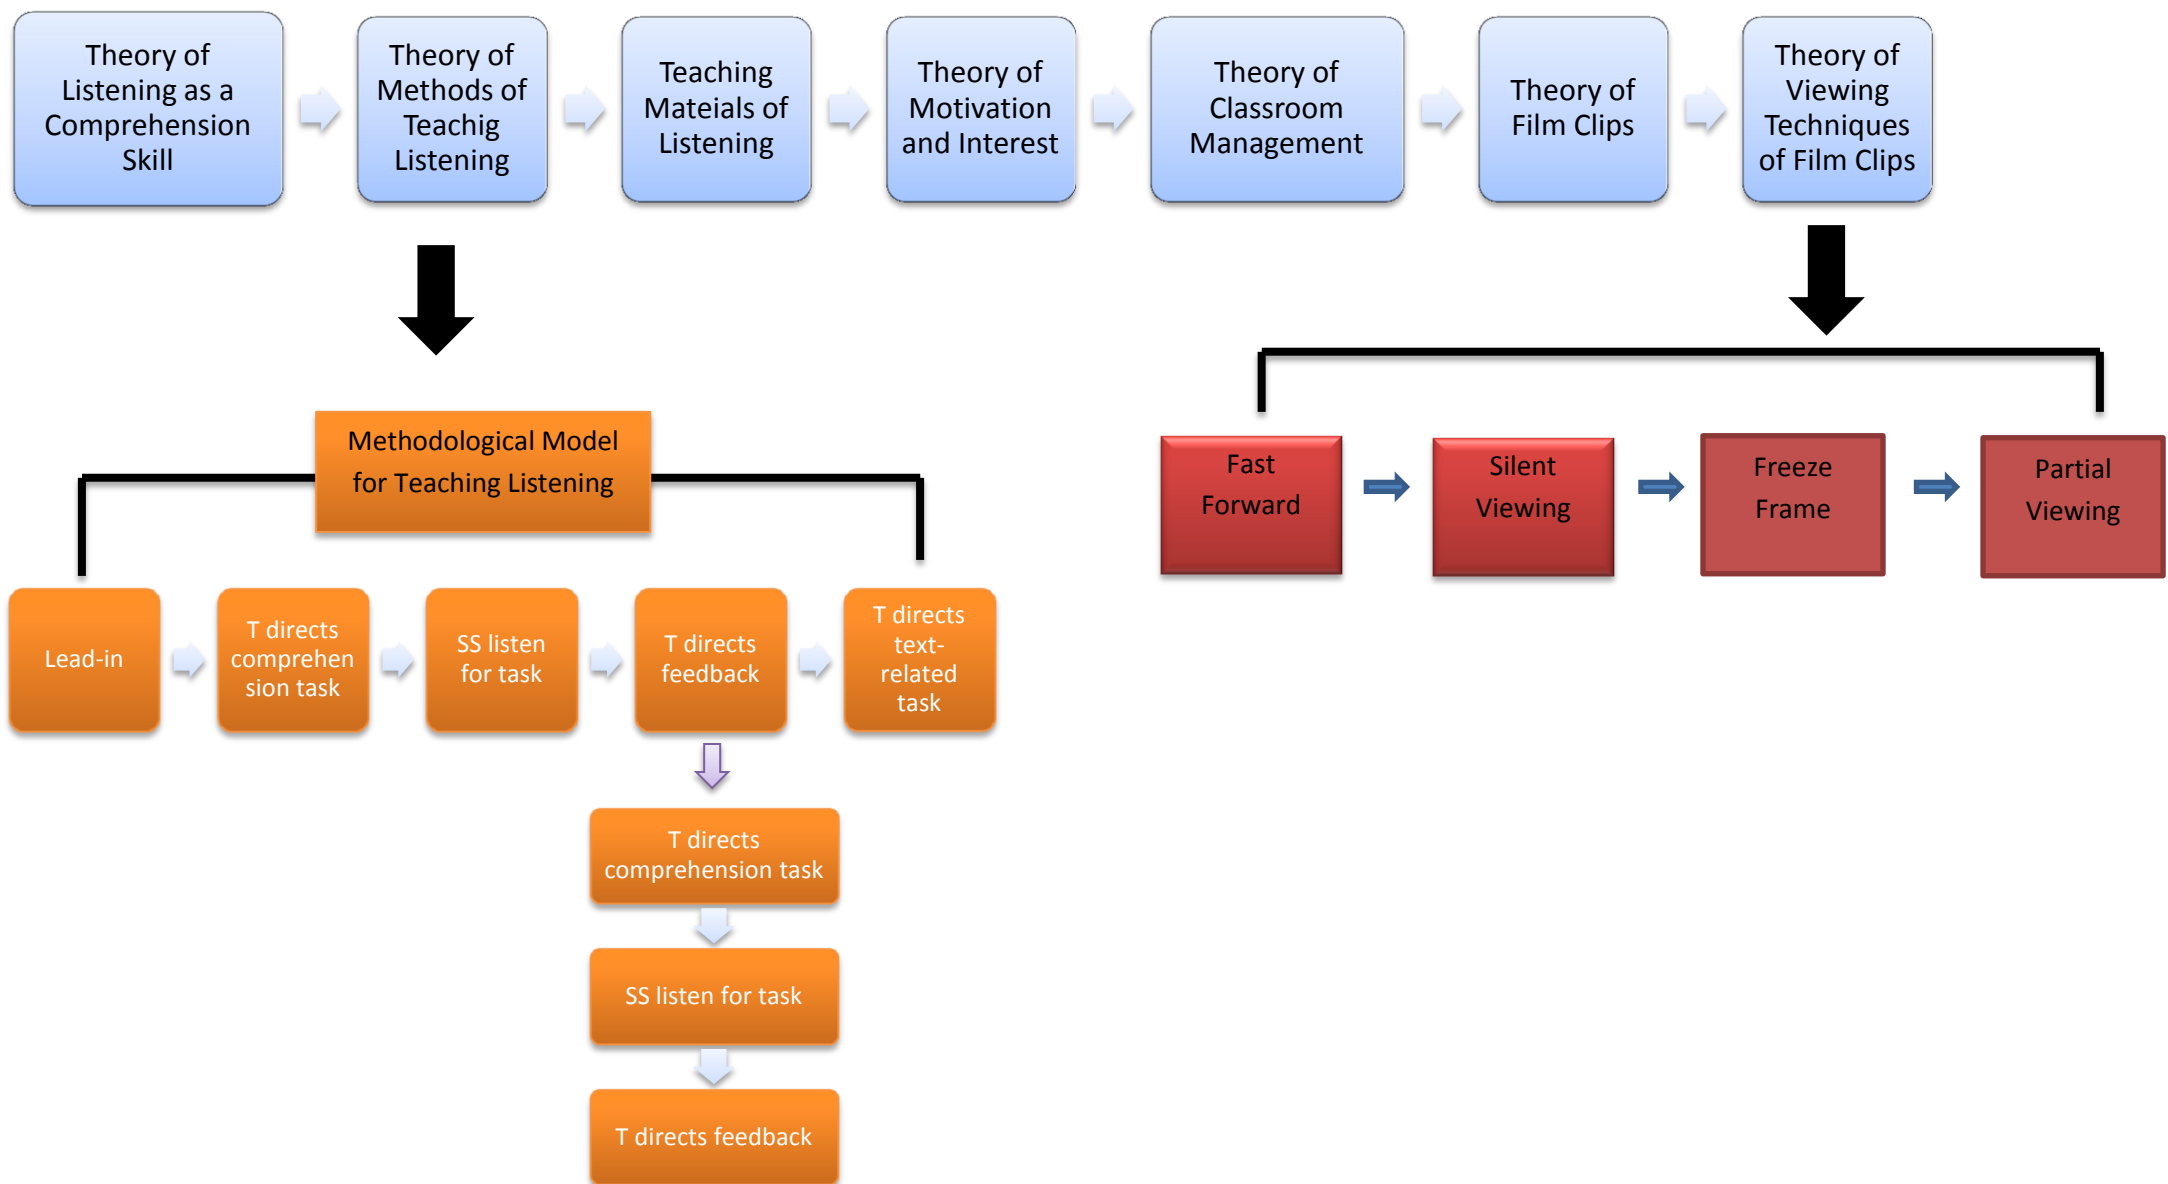 Theory of
Listening as a
Comprehension
Skill
Theory of
Methods of
Teachig
Listening
Teaching
Mateials of
Listening
Theory of
Motivation
and Interest
Theory of
Classroom
Management
Theory of
Film Clips
Theory of
Viewing
Techniques
of Film Clips
Methodological Model
for Teaching Listening
Fast
Forward
Silent
Viewing
Freeze
Frame
Partial
Viewing
Lead-in
T directs
comprehen
sion task
SS listen
for task
T directs
feedback
T directs
text-
related
task
T directs
comprehension task
SS listen for task
T directs feedback